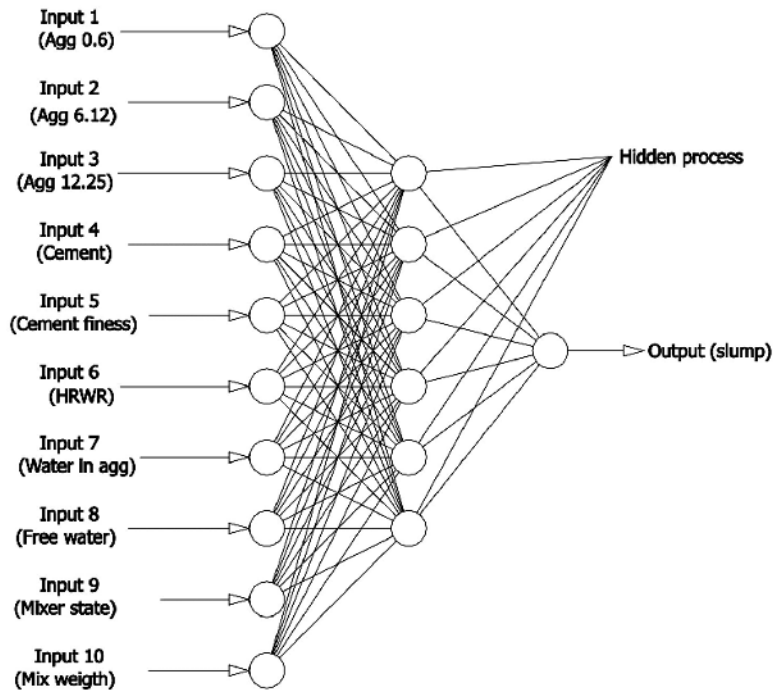 Input 1
(Agg 0.6)
Input 2
(Agg 6.12)
Input 3
(Agg 12.25)
Input 4
(Cement)
Input 5
(Cement finess)
Input 6
(HRWR)
Input 7
(Water in agg)
Input 8
(Free water)
Input 9
(Mixer state)
Input 10
(Mix weigth)
Hidden process
Output (slump)